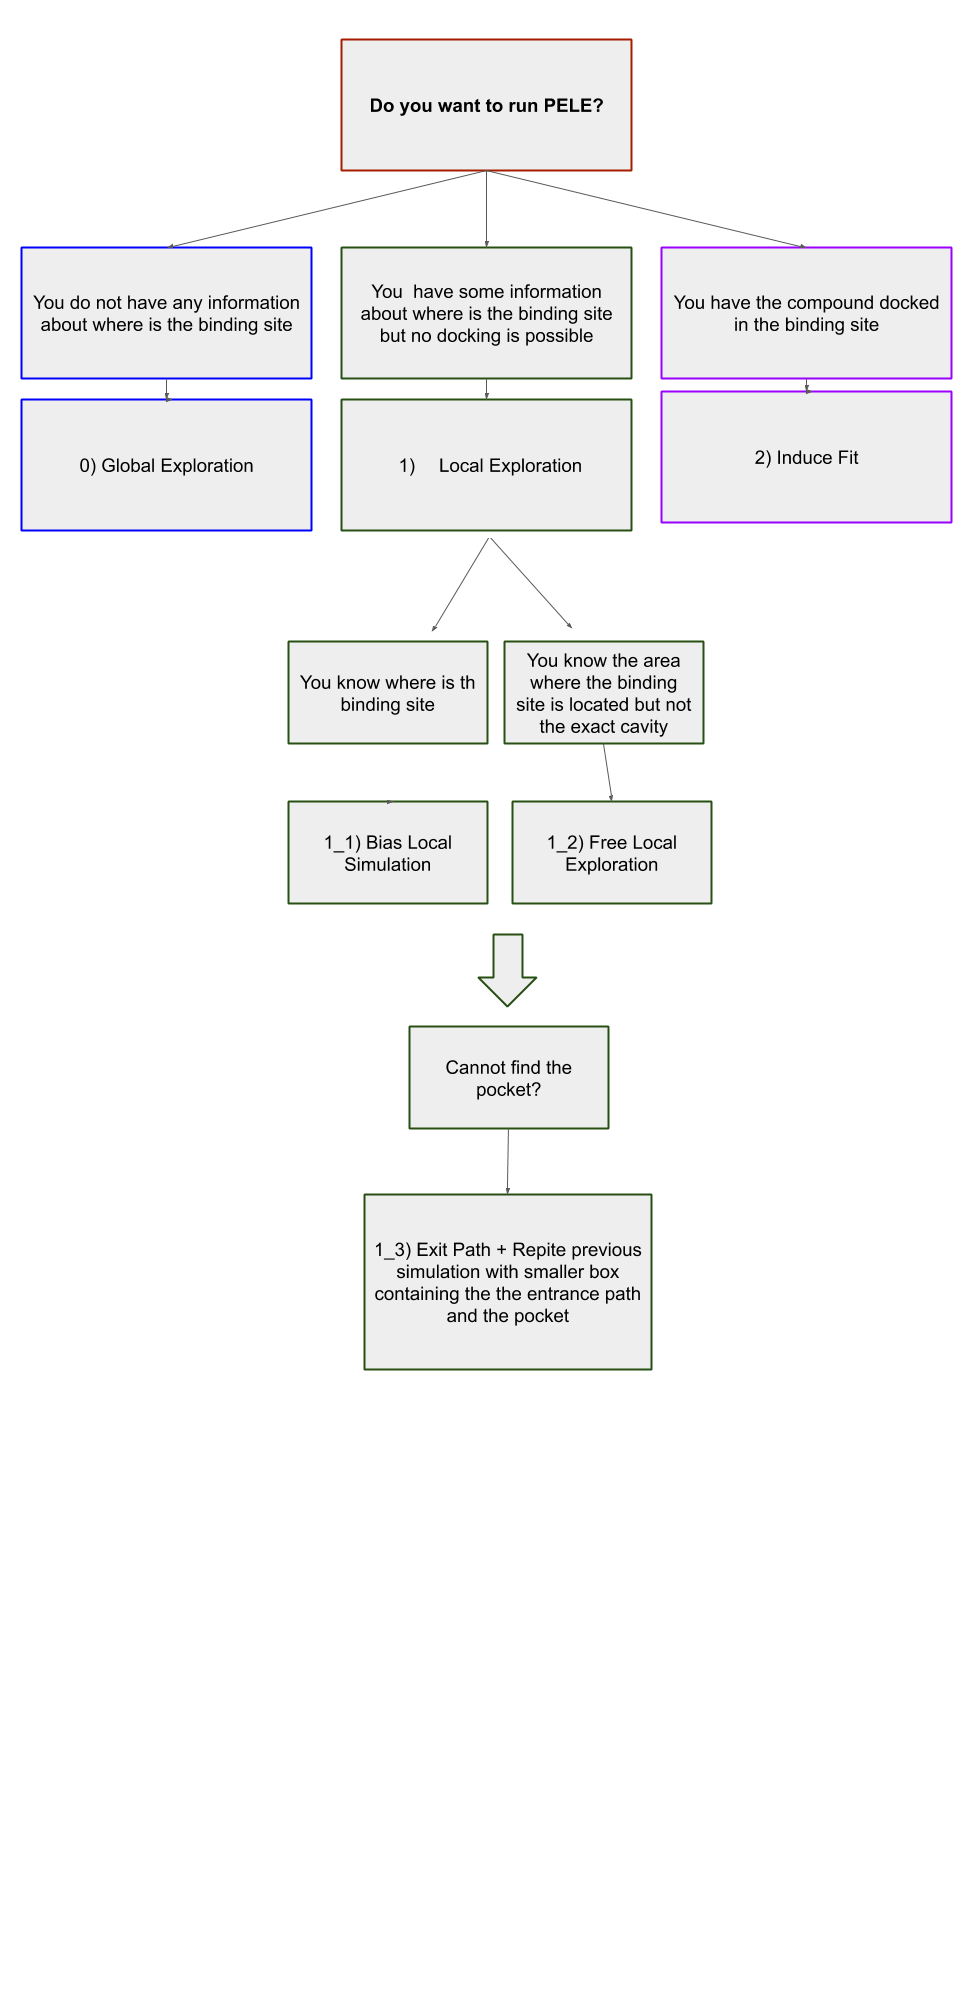 Do you want to run PELE?
You do not have any information
about where is the binding site
You  have some information
about where is the binding site
but no docking is possible
You have the compound docked
in the binding site
0) Global Exploration
1)     Local Exploration
2) Induce Fit
You know where is th
binding site
You know the area
where the binding
site is located but not
the exact cavity
1_1) Bias Local
Simulation
1_2) Free Local
Exploration
Cannot find the
pocket?
1_3) Exit Path + Repite previous
simulation with smaller box
containing the the entrance path
and the pocket